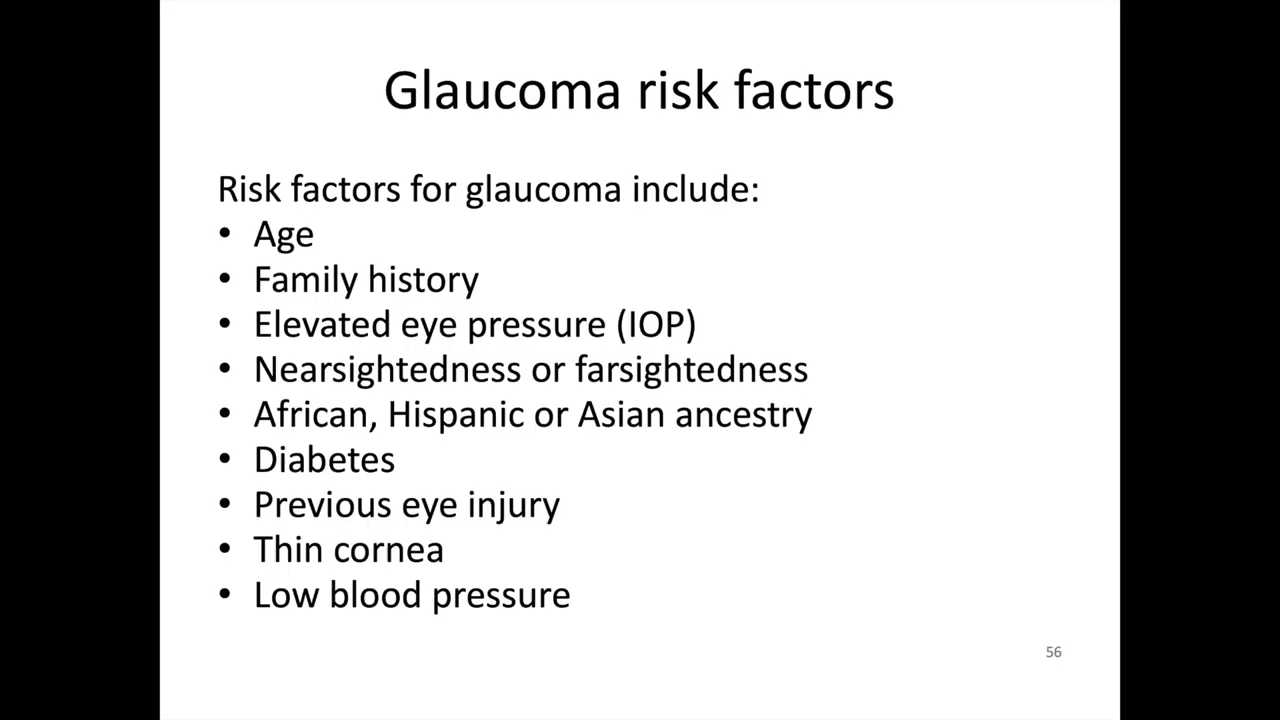 Glaucoma risk factors
Risk factors for glaucoma include:
• Age
• Family history
• Elevated eye pressure (IOP)
• Nearsightedness or farsightedness
• African, Hispanic or Asian ancestry
• Diabetes
• Previous eye injury
• Thin cornea
• Low blood pressure
56